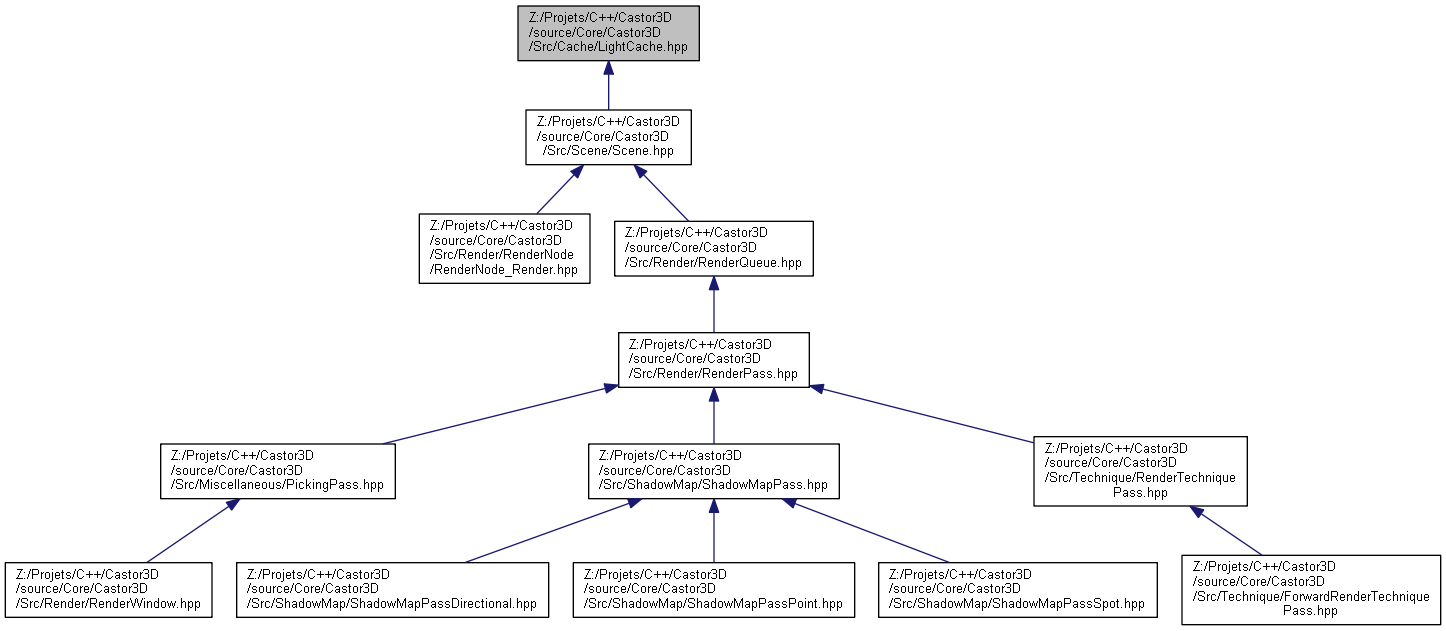 Z:/Projets/C++/Castor3D
/source/Core/Castor3D
/Src/Cache/LightCache.hpp
Z:/Projets/C++/Castor3D
/source/Core/Castor3D
/Src/Scene/Scene.hpp
Z:/Projets/C++/Castor3D
/source/Core/Castor3D
/Src/Render/RenderNode
/RenderNode_Render.hpp
Z:/Projets/C++/Castor3D
/source/Core/Castor3D
/Src/Render/RenderQueue.hpp
Z:/Projets/C++/Castor3D
/source/Core/Castor3D
/Src/Render/RenderPass.hpp
Z:/Projets/C++/Castor3D
/source/Core/Castor3D
/Src/Miscellaneous/PickingPass.hpp
Z:/Projets/C++/Castor3D
/source/Core/Castor3D
/Src/ShadowMap/ShadowMapPass.hpp
Z:/Projets/C++/Castor3D
/source/Core/Castor3D
/Src/Technique/RenderTechnique
Pass.hpp
Z:/Projets/C++/Castor3D
/source/Core/Castor3D
/Src/Render/RenderWindow.hpp
Z:/Projets/C++/Castor3D
/source/Core/Castor3D
/Src/ShadowMap/ShadowMapPassDirectional.hpp
Z:/Projets/C++/Castor3D
/source/Core/Castor3D
/Src/ShadowMap/ShadowMapPassPoint.hpp
Z:/Projets/C++/Castor3D
/source/Core/Castor3D
/Src/ShadowMap/ShadowMapPassSpot.hpp
Z:/Projets/C++/Castor3D
/source/Core/Castor3D
/Src/Technique/ForwardRenderTechnique
Pass.hpp